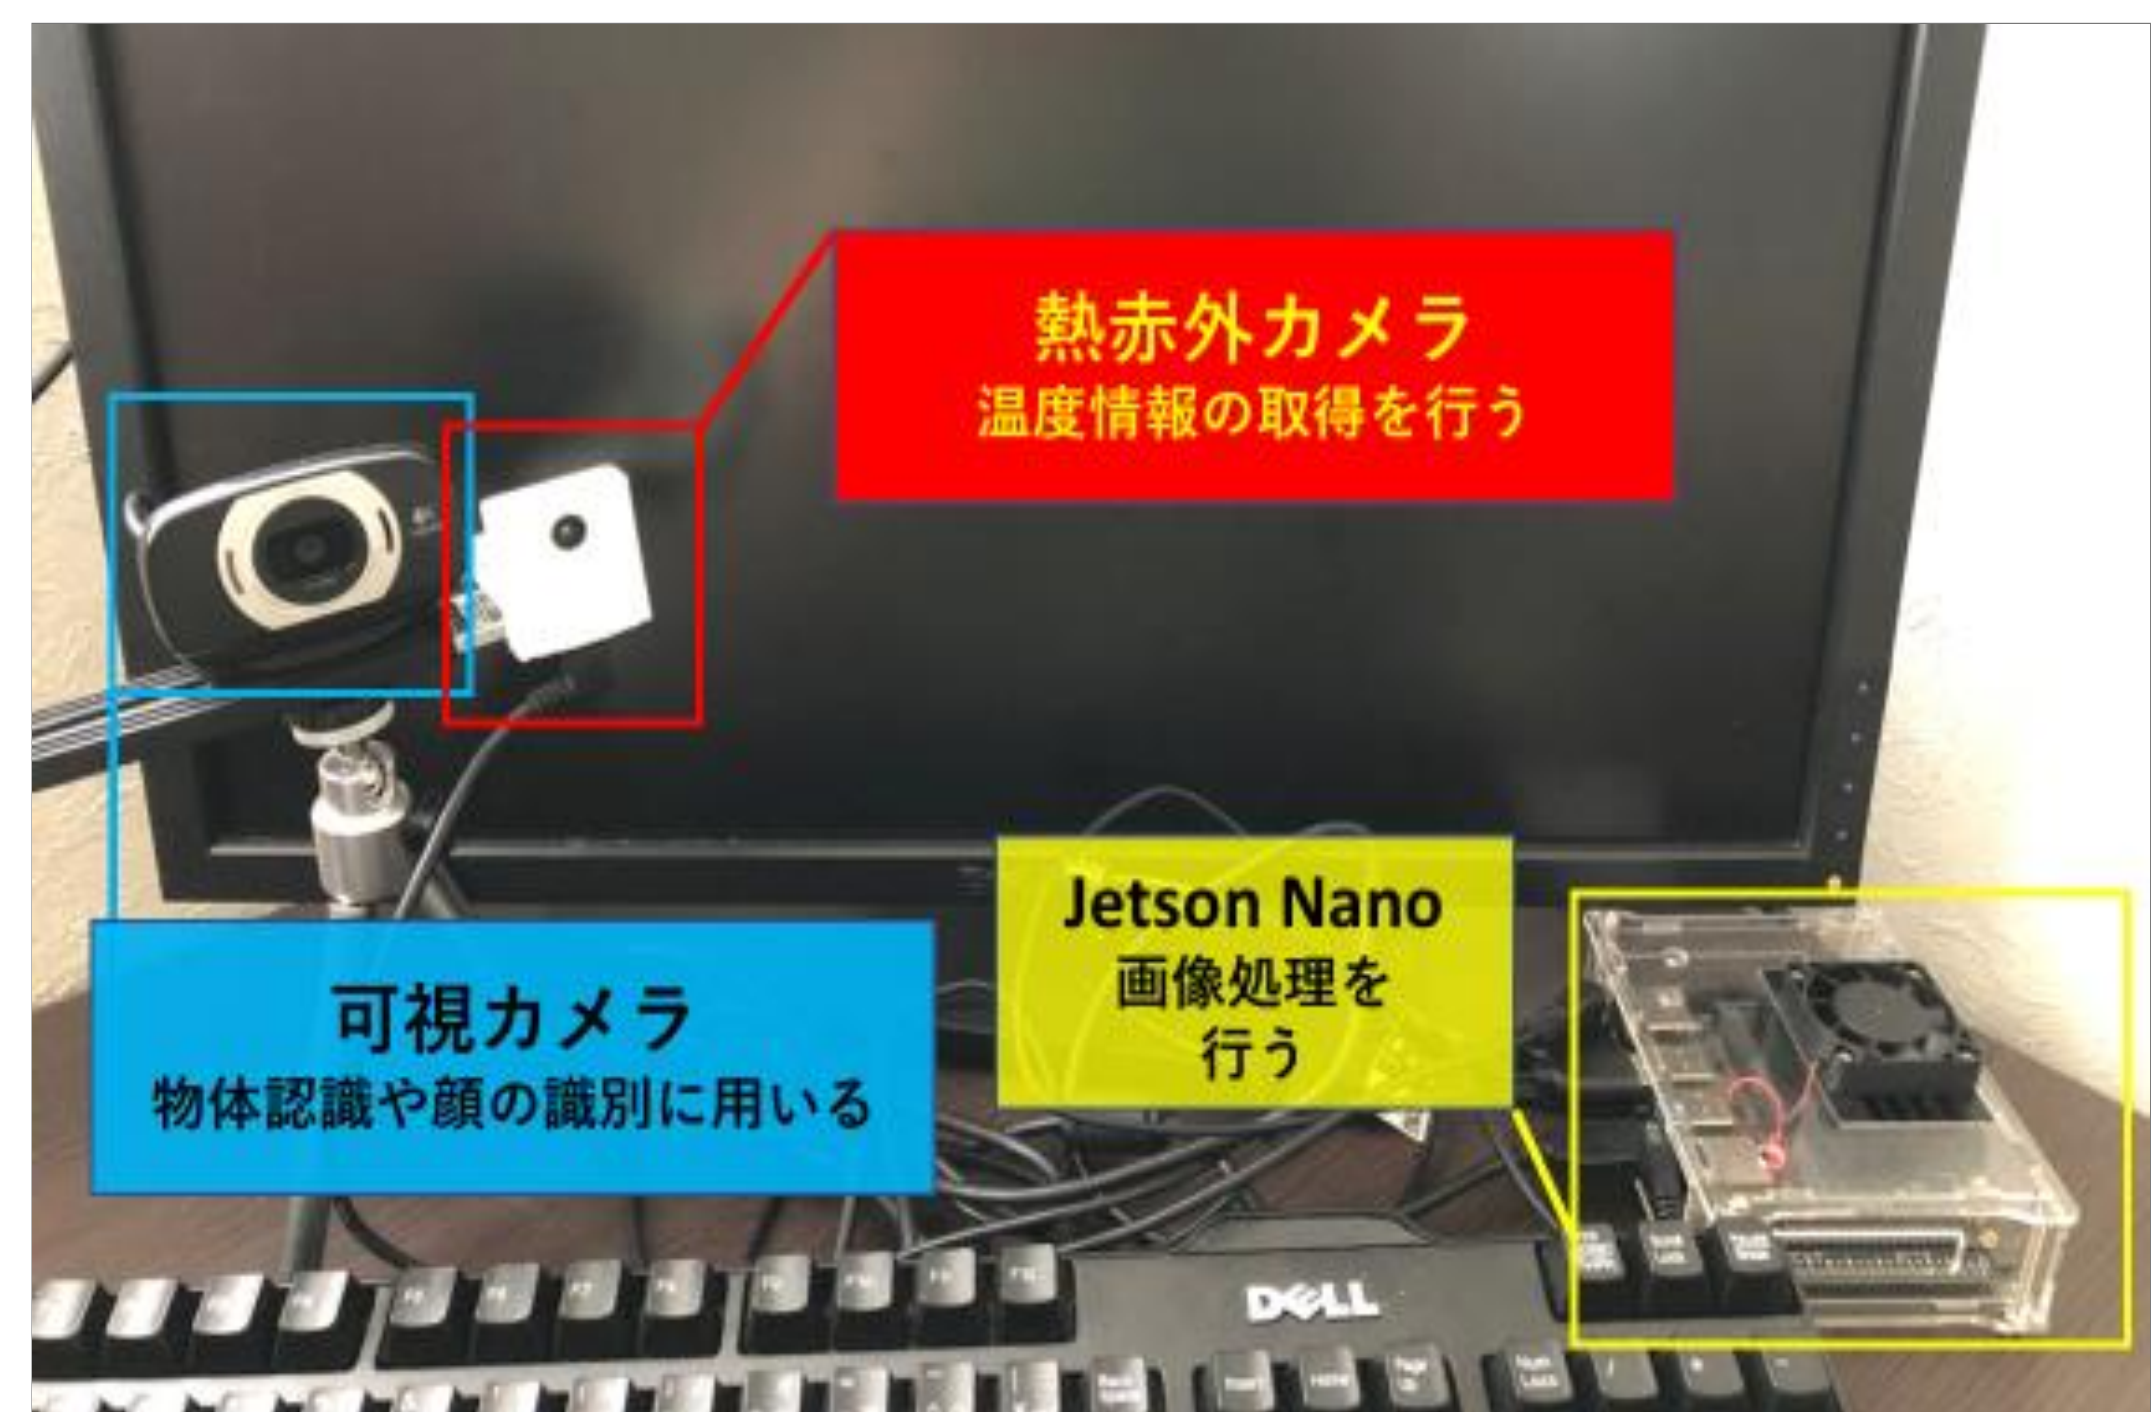 熱赤外カメラ
温度情報の取得を行う
可視カメラ
物体認識や顔の識別に用いる
Jetson Nano
画像処理を
行う
DELL